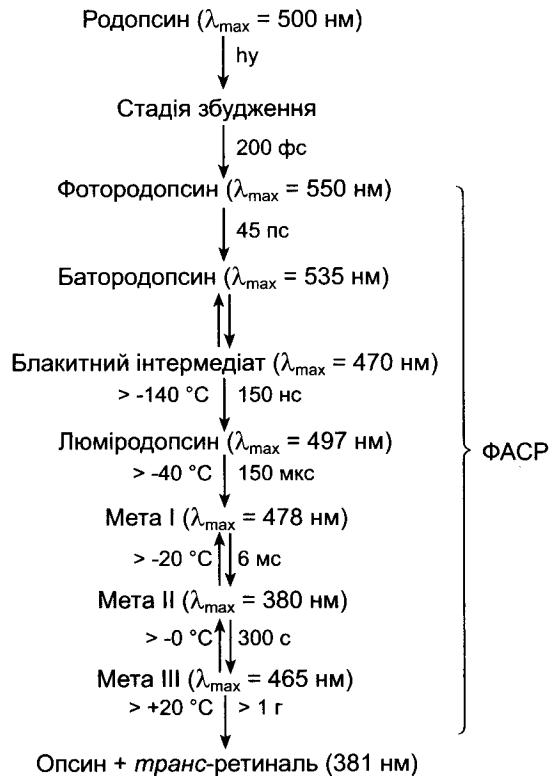 Родопсин (λmax = 500 нм)
hy
Стадія збудження
200 фс
Фотородопсин (λmax = 550 нм)
45 пс
Батородопсин (λmax = 535 нм)
Блакитний інтермедіат (λmax = 470 нм)
> -140 °C 150 нс
Люміродопсин (λmax = 497 нм)
ФАСР
> -40 °C 150 мкс
Мета I (λmax = 478 нм)
> -20 °C 6 мс
Мета II (λmax = 380 нм)
> -0 °C 300 с
Мета III (λmax = 465 нм)
> +20 °C > 1 г
Опсин + транс-ретиналь (381 нм)